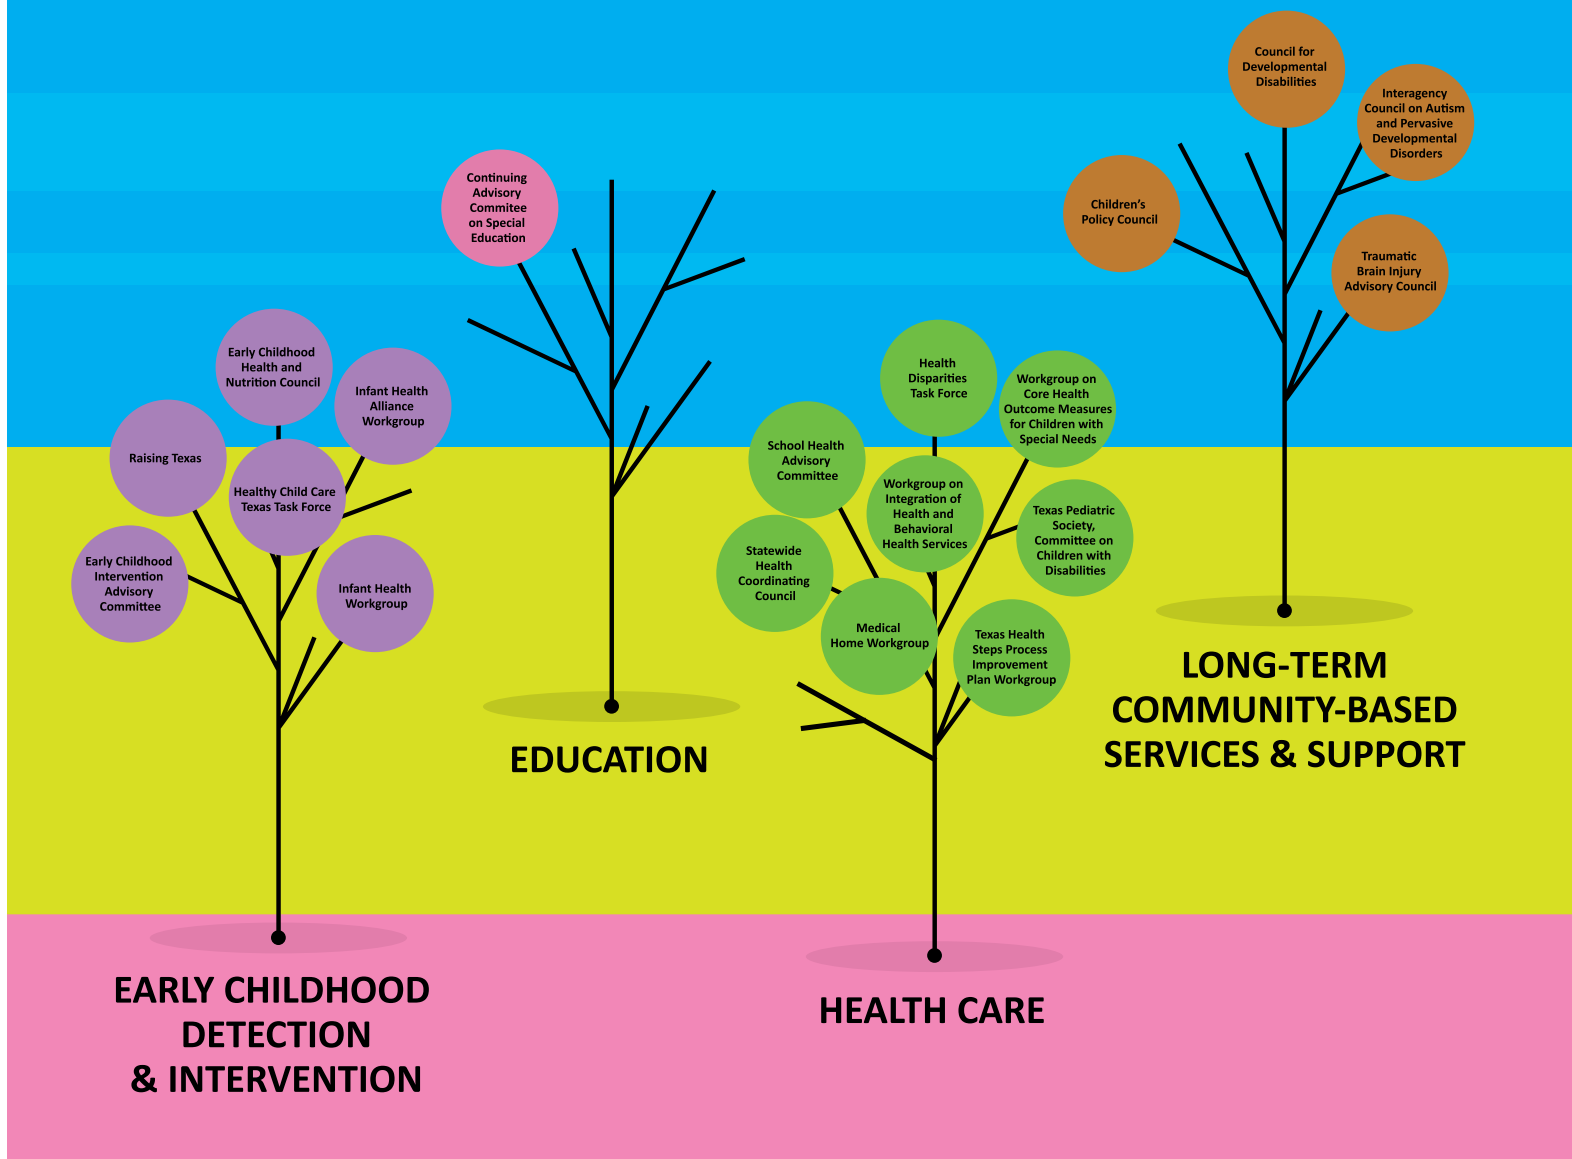 Council for
Developmental
Disabilities
Interagency
Council on Autism
and Pervasive
Developmental
Disorders
Children's
Policy Council
Traumatic
Brain Injury
Advisory Council
LONG-TERM
COMMUNITY-BASED
SERVICES & SUPPORT
Continuing
Advisory
Commitee
on Special
Education
EDUCATION
Early Childhood
Health and
Nutrition Council
Infant Health
Alliance
Workgroup
Raising Texas
Healthy Child Care
Texas Task Force
Early Childhood
Intervention
Advisory
Committee
Infant Health
Workgroup
EARLY CHILDHOOD
DETECTION
& INTERVENTION
Health
Disparities
Task Force
Workgroup on
Core Health
Outcome Measures
for Children with
Special Needs
School Health
Advisory
Committee
Workgroup on
Integration of
Health and
Behavioral
Health Services
Texas Pediatric
Society,
Committee on
Children with
Disabilities
Statewide
Health
Coordinating
Council
Medical
Home Workgroup
Texas Health
Steps Process
Improvement
Plan Workgroup
HEALTH CARE